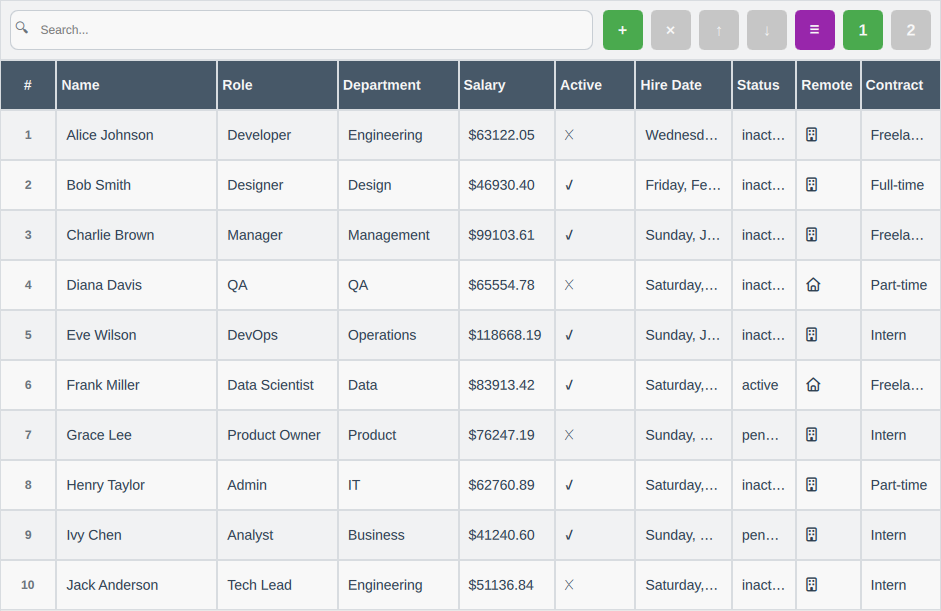 Search... + × ↑ ↓ ≡ 1 2
# Name Role Department Salary Active Hire Date Status Remote Contract
1 Alice Johnson Developer Engineering $63122.05 ☓ Wednesd... inact... Freela...
2 Bob Smith Designer Design $46930.40 ✓ Friday, Fe... inact... Full-time
3 Charlie Brown Manager Management $99103.61 ✓ Sunday, J... inact... Freela...
4 Diana Davis QA QA $65554.78 ☓ Saturday,... inact... Part-time
5 Eve Wilson DevOps Operations $118668.19 ✓ Sunday, J... inact... Intern
6 Frank Miller Data Scientist Data $83913.42 ✓ Saturday,... active Freela...
7 Grace Lee Product Owner Product $76247.19 ☓ Sunday, ... pen... Intern
8 Henry Taylor Admin IT $62760.89 ✓ Saturday,... inact... Part-time
9 Ivy Chen Analyst Business $41240.60 ✓ Sunday, ... pen... Intern
10 Jack Anderson Tech Lead Engineering $51136.84 ☓ Saturday,... inact... Intern